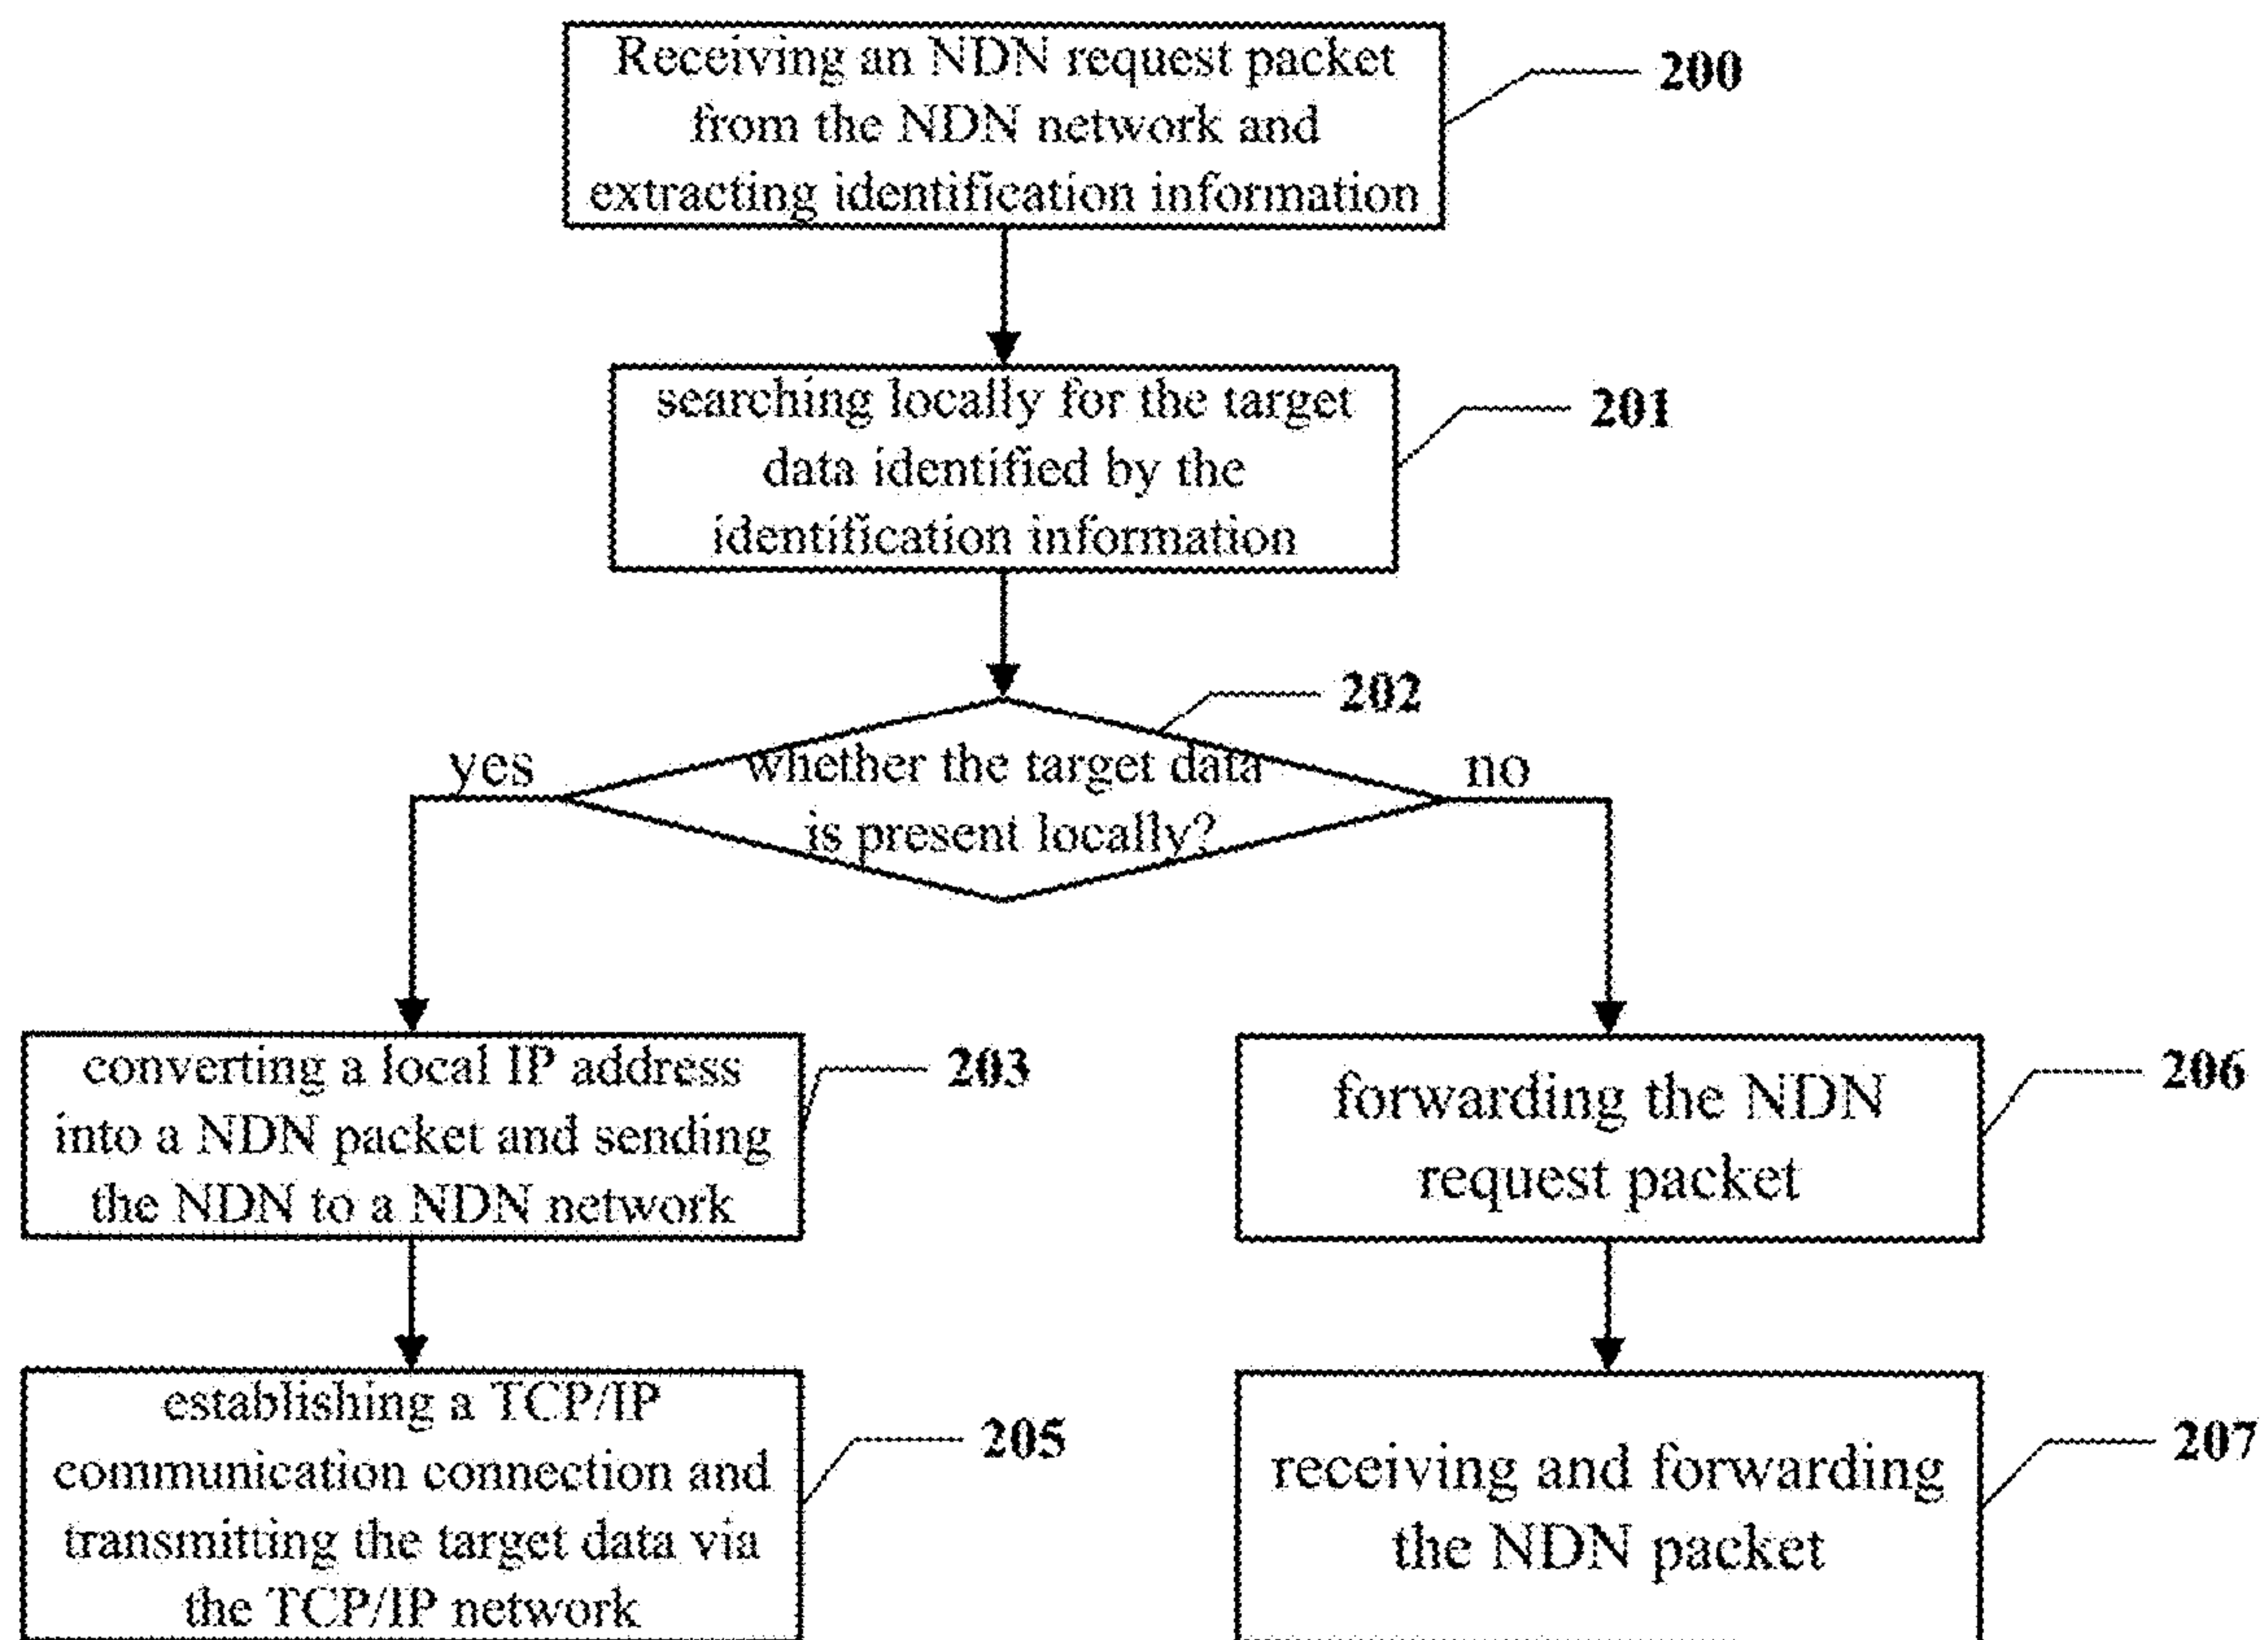 Receiving an NDN request packet
from the NDN network and
extracting identification information
200
searching locally for the target
data identified by the
identification information
201
202
whether the target data
is present locally?
yes
no
converting a local IP address
into a NDN packet and sending
the NDN to a NDN network
203
forwarding the NDN
request packet
206
establishing a TCP/IP
communication connection and
transmitting the target data via
the TCP/IP network
205
receiving and forwarding
the NDN packet
207